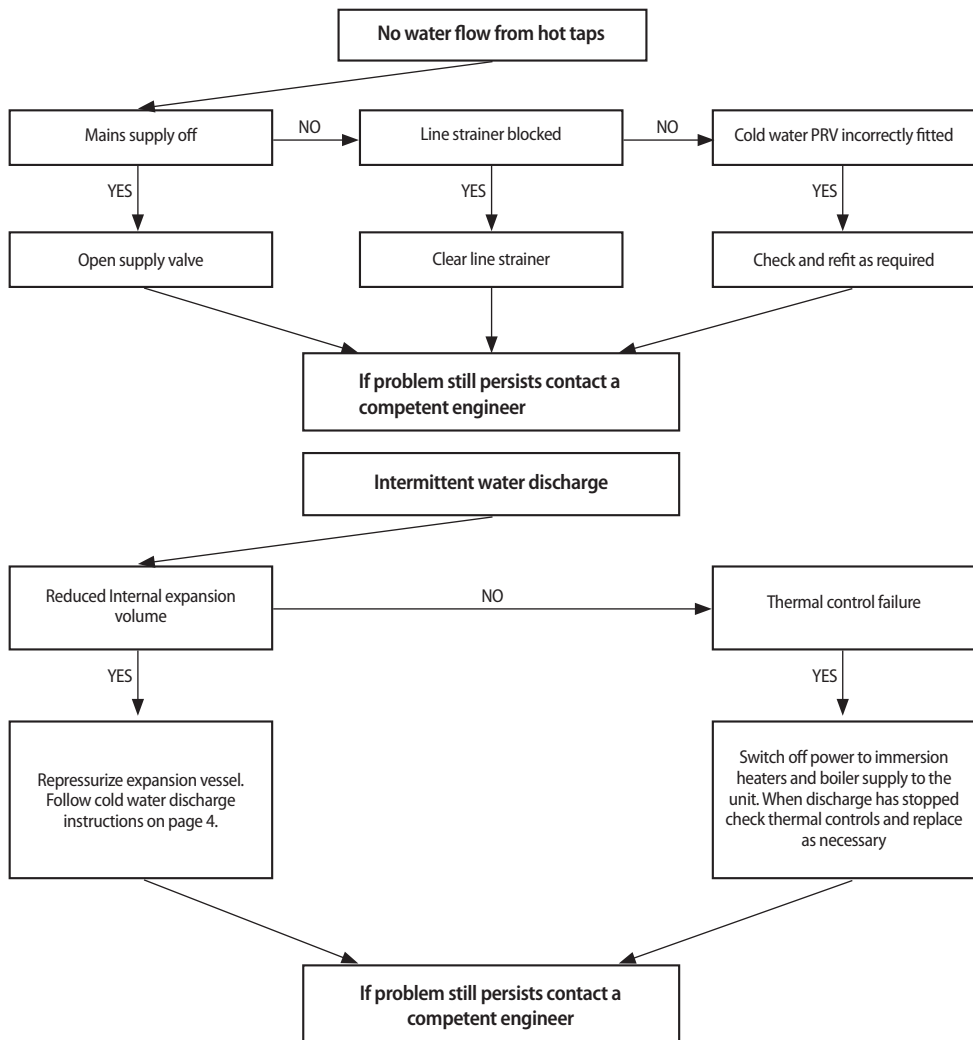 No water flow from hot taps
Mains supply off
NO
Line strainer blocked
NO
Cold water PRV incorrectly fitted
YES
YES
YES
Open supply valve
Clear line strainer
Check and refit as required
If problem still persists contact a
competent engineer
Intermittent water discharge
Reduced Internal expansion
volume
NO
Thermal control failure
YES
YES
Repressurize expansion vessel.
Follow cold water discharge
instructions on page 4.
Switch off power to immersion
heaters and boiler supply to the
unit. When discharge has stopped
check thermal controls and replace
as necessary
If problem still persists contact a
competent engineer